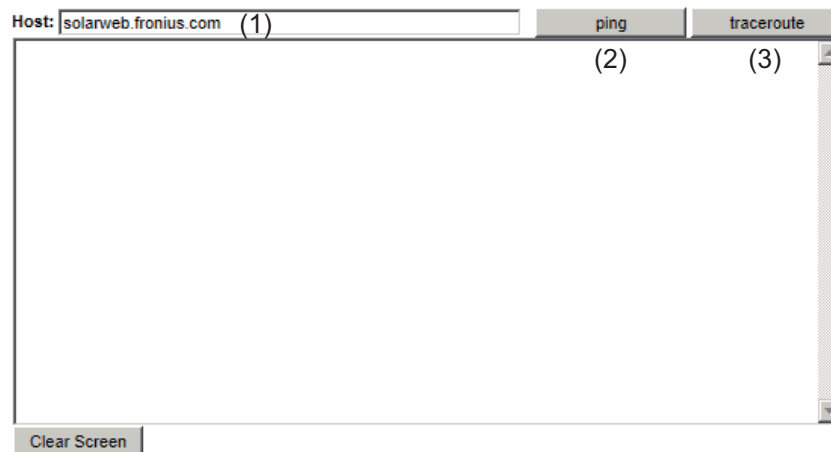 Host: solarweb.fronius.com (1) ping traceroute
(2) (3)
Clear Screen